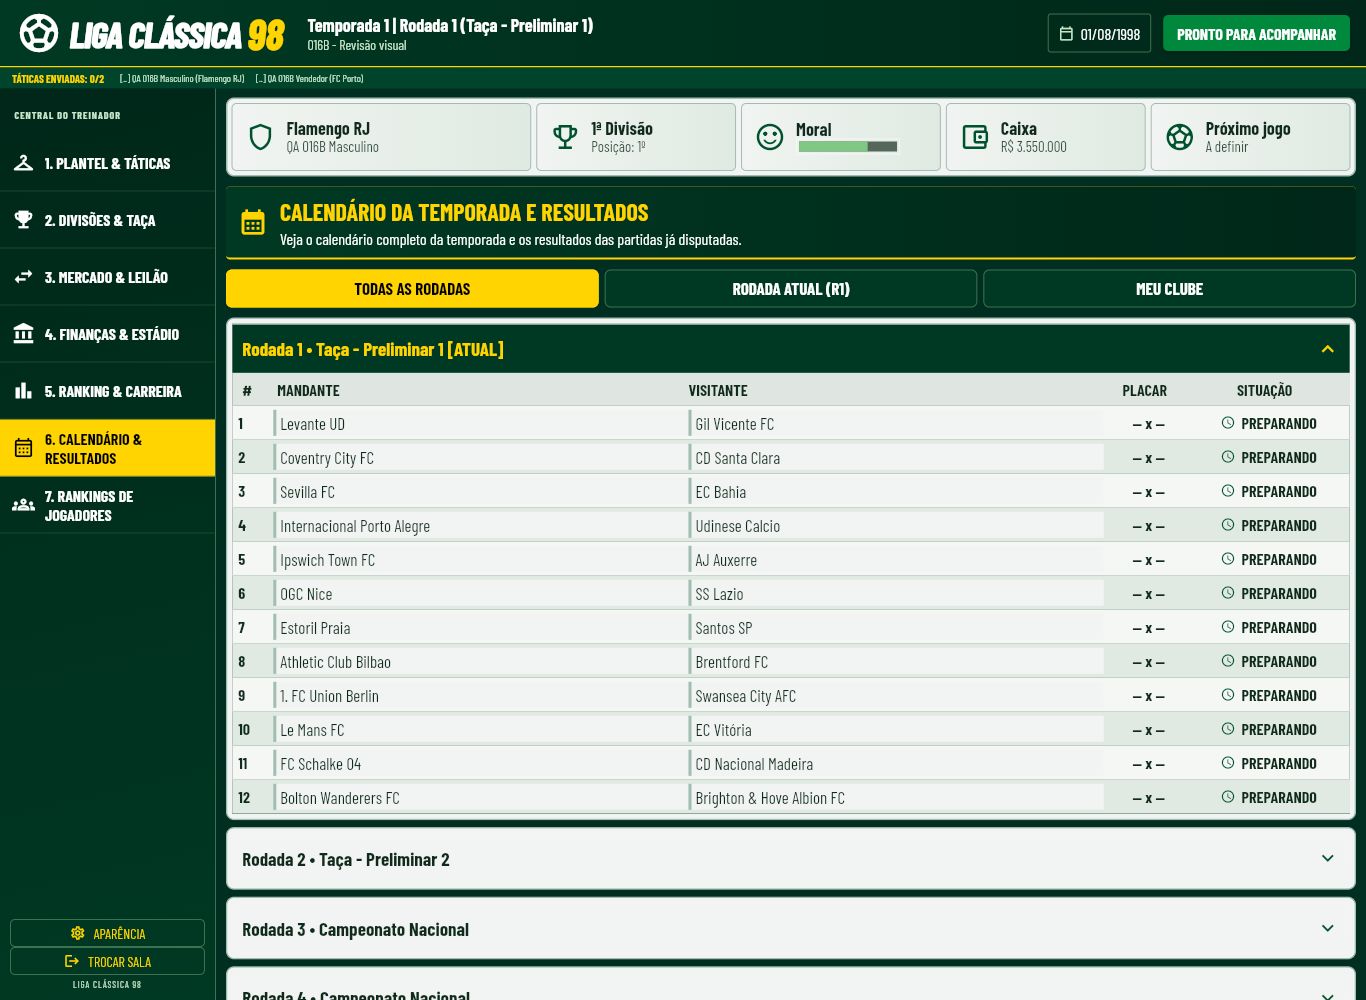 LIGA CLÁSSICA 98
Temporada 1 | Rodada 1 (Taça - Preliminar 1)
016B - Revisão visual
01/08/1998
PRONTO PARA ACOMPANHAR
TÁTICAS ENVIADAS: 0/2
[...] QA 016B Masculino (Flamengo RJ)
[...] QA 016B Vendedor (FC Porto)
CENTRAL DO TREINADOR
1. PLANTEL & TÁTICAS
2. DIVISÕES & TAÇA
3. MERCADO & LEILÃO
4. FINANÇAS & ESTÁDIO
5. RANKING & CARREIRA
6. CALENDÁRIO &
RESULTADOS
7. RANKINGS DE
JOGADORES
APARÊNCIA
TROCAR SALA
LIGA CLÁSSICA 98
Flamengo RJ
QA 016B Masculino
1ª Divisão
Posição: 1º
Moral
Caixa
R$ 3.550.000
Próximo jogo
A definir
CALENDÁRIO DA TEMPORADA E RESULTADOS
Veja o calendário completo da temporada e os resultados das partidas já disputadas.
TODAS AS RODADAS
RODADA ATUAL (R1)
MEU CLUBE
Rodada 1 • Taça - Preliminar 1 [ATUAL]
# MANDANTE VISITANTE PLACAR SITUAÇÃO
1 Levante UD Gil Vicente FC – x – PREPARANDO
2 Coventry City FC CD Santa Clara – x – PREPARANDO
3 Sevilla FC EC Bahia – x – PREPARANDO
4 Internacional Porto Alegre Udinese Calcio – x – PREPARANDO
5 Ipswich Town FC AJ Auxerre – x – PREPARANDO
6 OGC Nice SS Lazio – x – PREPARANDO
7 Estoril Praia Santos SP – x – PREPARANDO
8 Athletic Club Bilbao Brentford FC – x – PREPARANDO
9 1. FC Union Berlin Swansea City AFC – x – PREPARANDO
10 Le Mans FC EC Vitória – x – PREPARANDO
11 FC Schalke 04 CD Nacional Madeira – x – PREPARANDO
12 Bolton Wanderers FC Brighton & Hove Albion FC – x – PREPARANDO
Rodada 2 • Taça - Preliminar 2
Rodada 3 • Campeonato Nacional
Rodada 4 • Campeonato Nacional